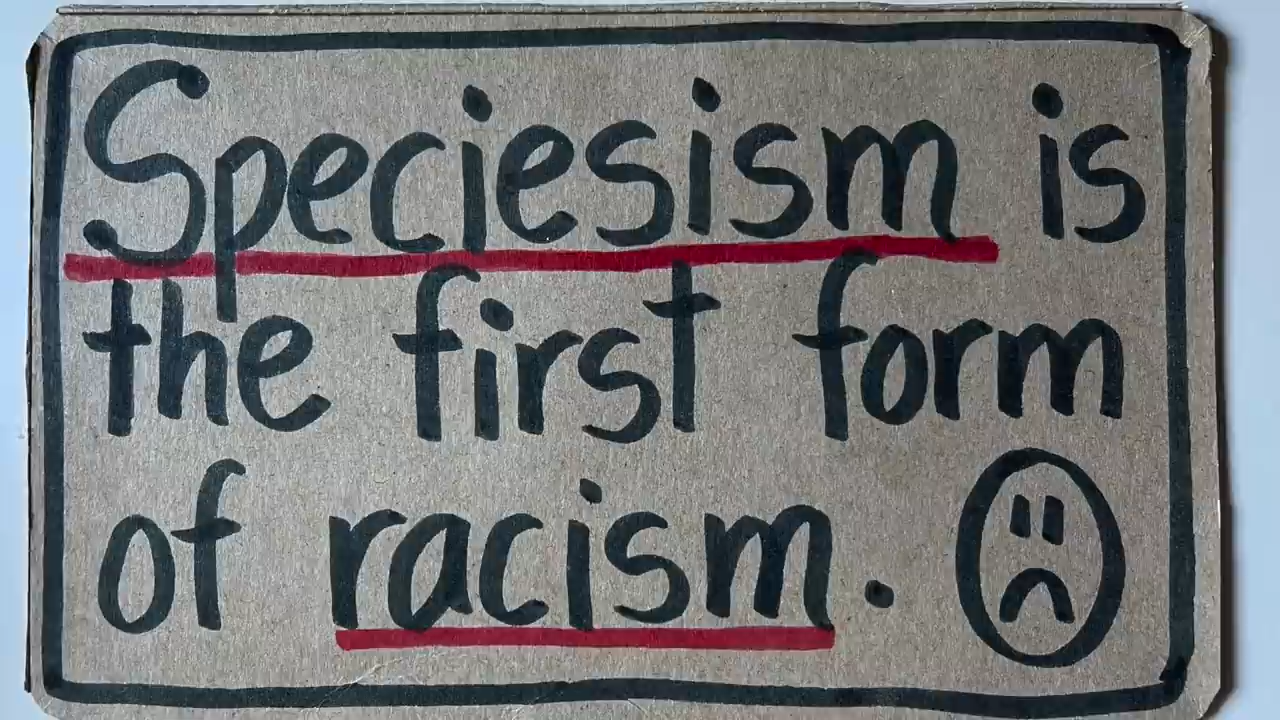 Speciesism is
the first form
of racism.